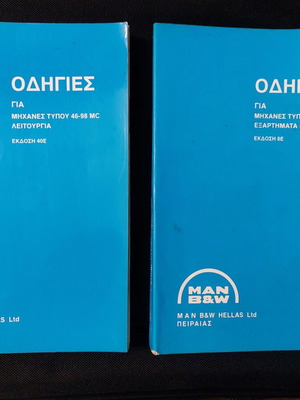 ΟΔΗΓΙΕΣ
ΓΙΑ
ΜΗΧΑΝΕΣ ΤΥΠΟΥ 46-98 MC
ΛΕΙΤΟΥΡΓΙΑ
ΕΚΔΟΣΗ 40E
S Ltd
ΟΔΗΓ
ΓΙΑ
ΜΗΧΑΝΕΣ ΤΥΠ
ΕΞΑΡΤΗΜΑΤΑ
ΕΚΔΟΣΗ 8E
MAN
B&W
MAN B&W HELLAS Ltd
ΠΕΙΡΑΙΑΣ